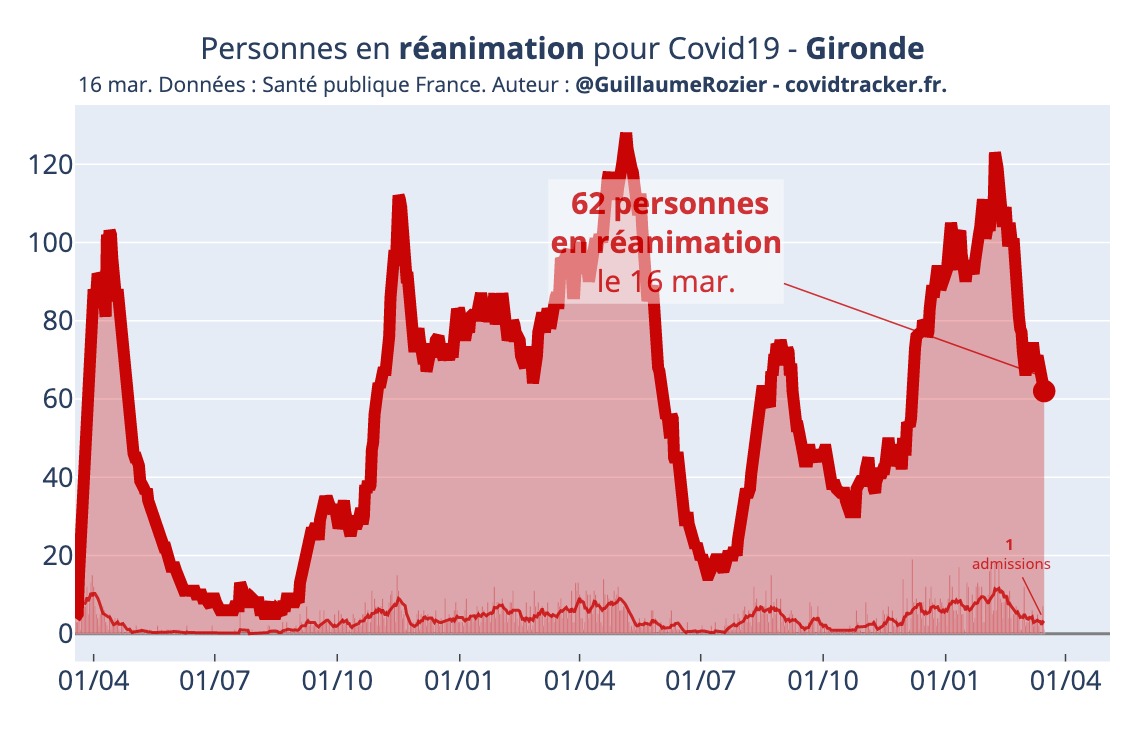 Personnes en réanimation pour Covid19 - Gironde
16 mar. Données : Santé publique France. Auteur : @GuillaumeRozier - covidtracker.fr.
120
100
80
60
40
20
0
62 personnes
en réanimation
le 16 mar.
1
admissions
01/04
01/07
01/10
01/01
01/04
01/07
01/10
01/01
01/04